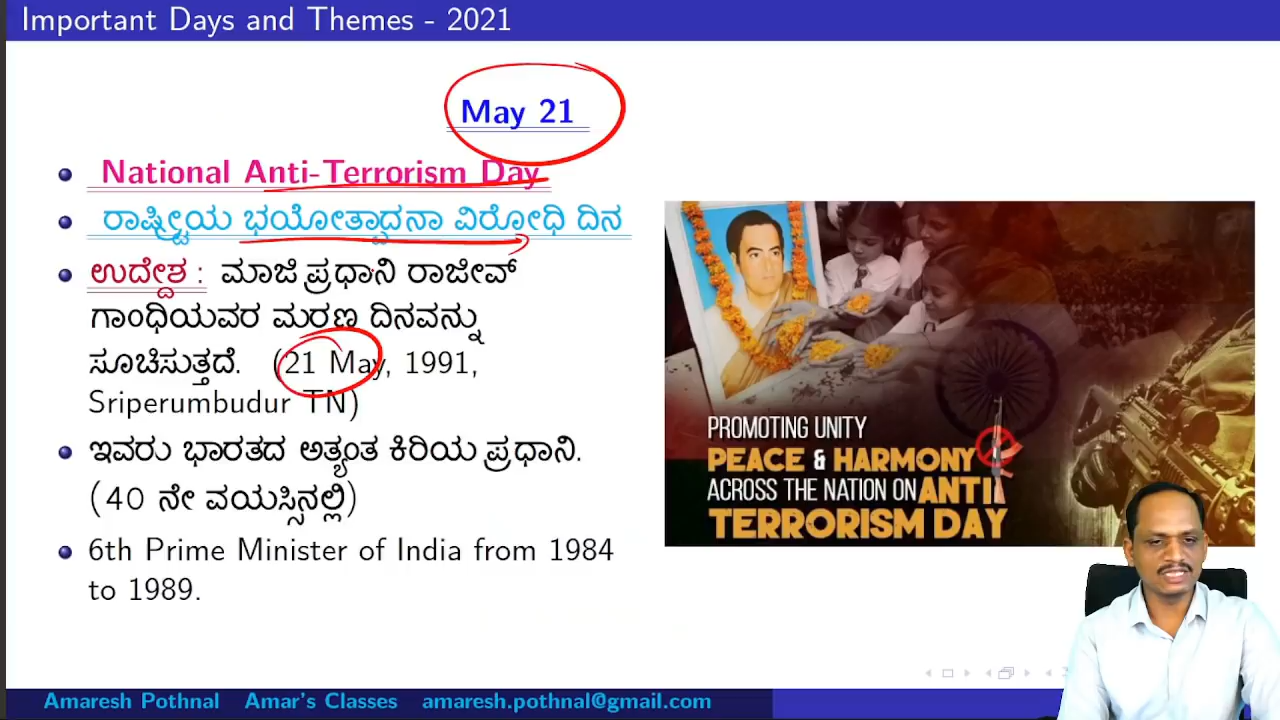 Important Days and Themes - 2021
May 21
National Anti-Terrorism Day
ರಾಷ್ಟ್ರೀಯ ಭಯೋತ್ಪಾದನಾ ವಿರೋಧಿ ದಿನ
ಉದ್ದೇಶ : ಮಾಜಿ ಪ್ರಧಾನಿ ರಾಜೀವ್
ಗಾಂಧಿಯವರ ಮರಣ ದಿನವನ್ನು
ಸೂಚಿಸುತ್ತದೆ. (21 May, 1991,
Sriperumbudur TN)
ಇವರು ಭಾರತದ ಅತ್ಯಂತ ಕಿರಿಯ ಪ್ರಧಾನಿ.
(40 ನೇ ವಯಸ್ಸಿನಲ್ಲಿ)
6th Prime Minister of India from 1984
to 1989.
PROMOTING UNITY
PEACE & HARMONY
ACROSS THE NATION ON ANTI
TERRORISM DAY
Amaresh Pothnal Amar's Classes amaresh.pothnal@gmail.com